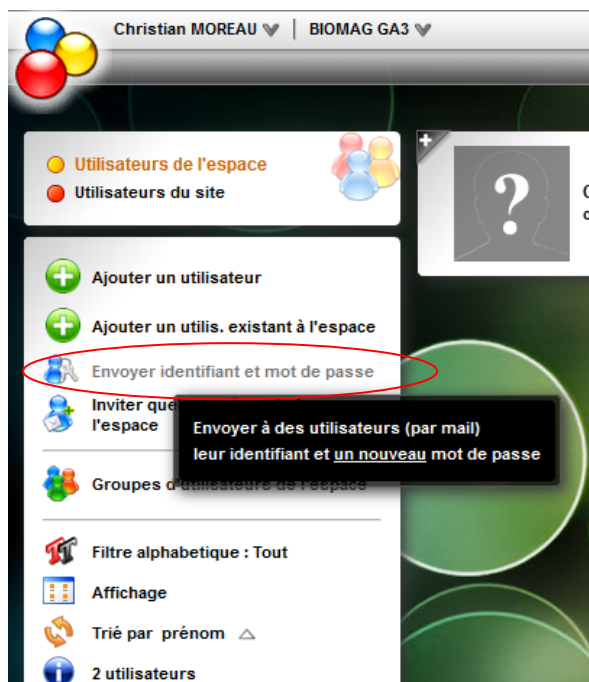 Christian MOREAU | BIOMAG GA3
Utilisateurs de l'espace
Utilisateurs du site
?
Ajouter un utilisateur
Ajouter un utilis. existant à l'espace
Envoyer identifiant et mot de passe
Inviter
l'espace
Envoyer à des utilisateurs (par mail)
leur identifiant et un nouveau mot de passe
Groupes d'utilisateurs de l'espace
Filtre alphabetique : Tout
Affichage
Trié par prénom
2 utilisateurs